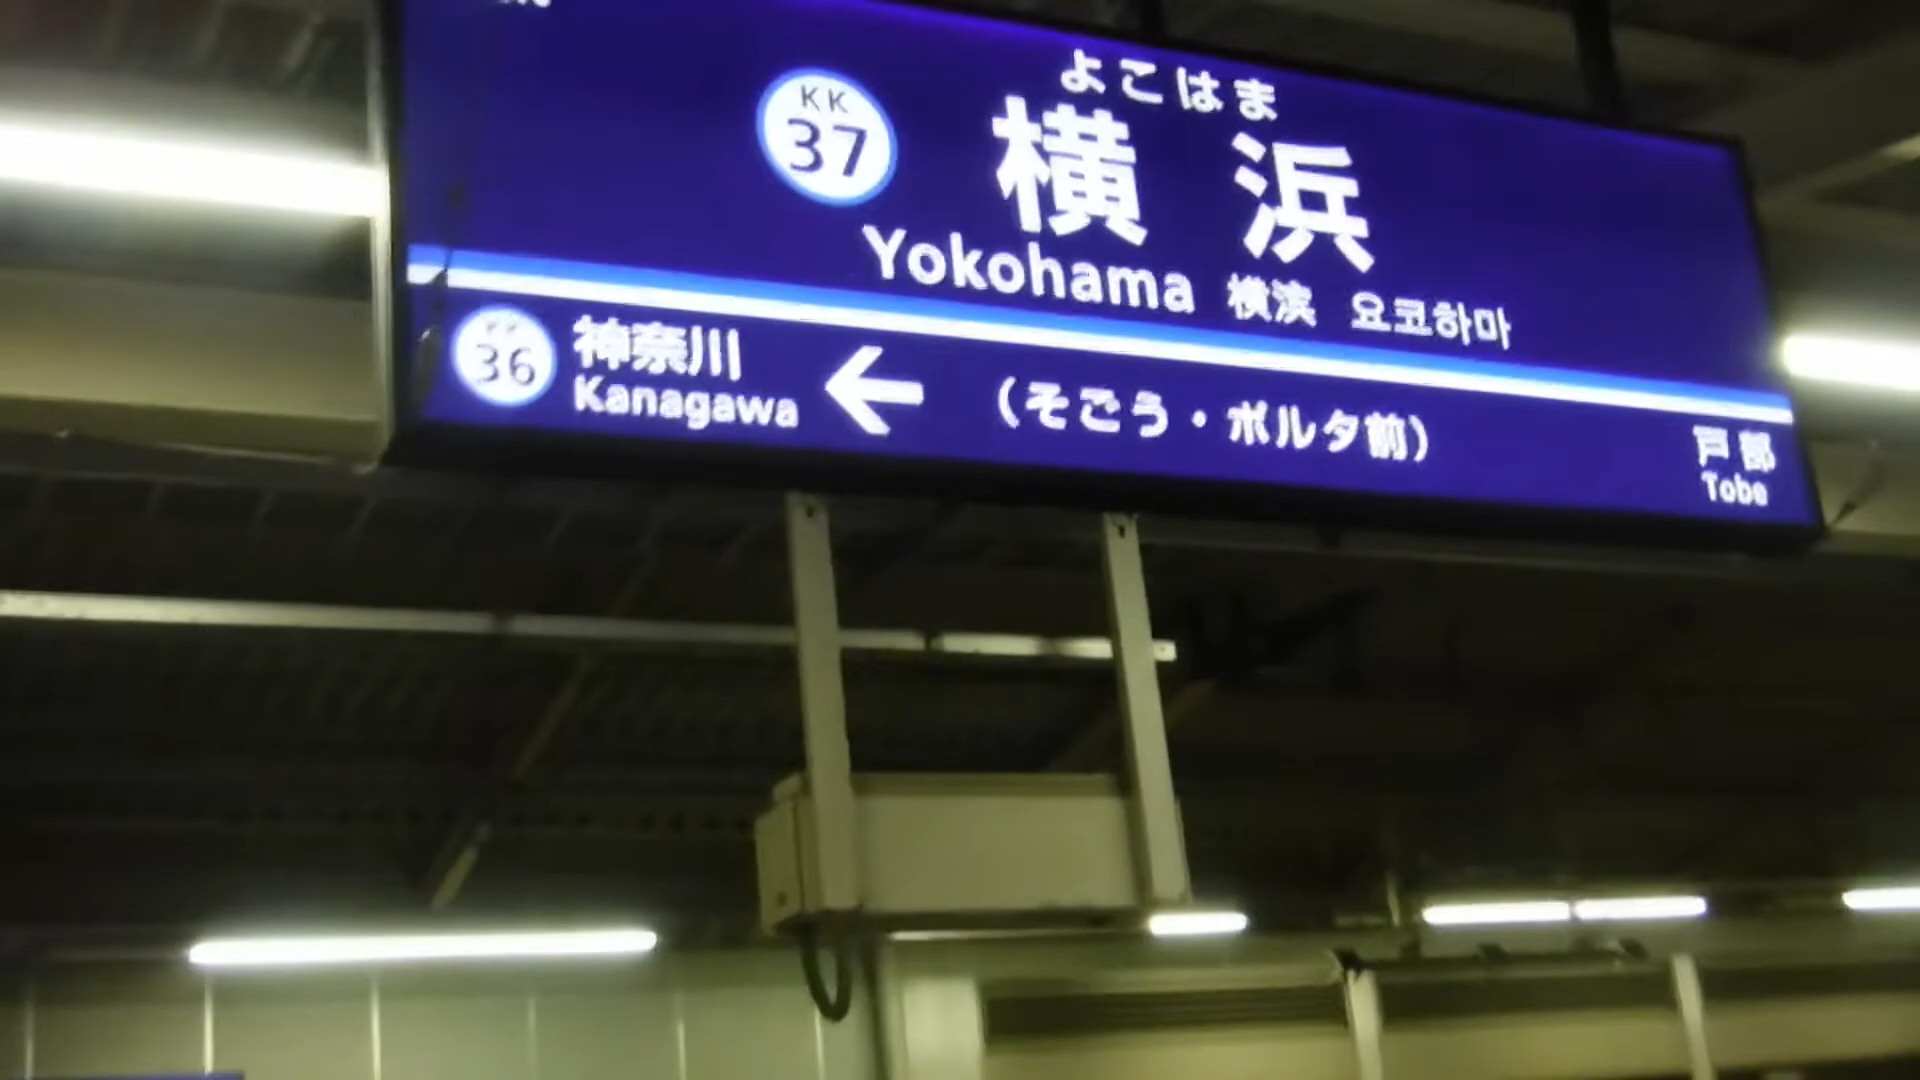 よこはま
KK
37
横浜
Yokohama 横滨 요코하마
KK
36
神奈川
Kanagawa
←
(そごう・ポルタ前)
戸部
Tobe